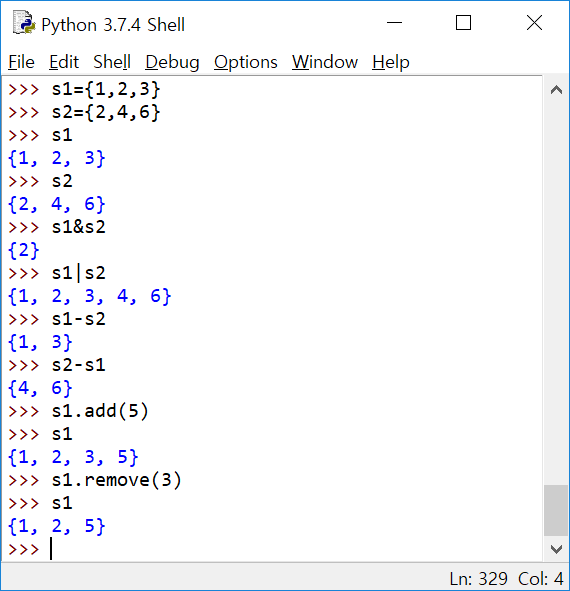 Python 3.7.4 Shell
File Edit Shell Debug Options Window Help
>>> s1={1,2,3}
>>> s2={2,4,6}
>>> s1
{1, 2, 3}
>>> s2
{2, 4, 6}
>>> s1&s2
{2}
>>> s1|s2
{1, 2, 3, 4, 6}
>>> s1-s2
{1, 3}
>>> s2-s1
{4, 6}
>>> s1.add(5)
>>> s1
{1, 2, 3, 5}
>>> s1.remove(3)
>>> s1
{1, 2, 5}
>>>
Ln: 329 Col: 4